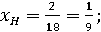 x_H = 2/18 = 1/9;